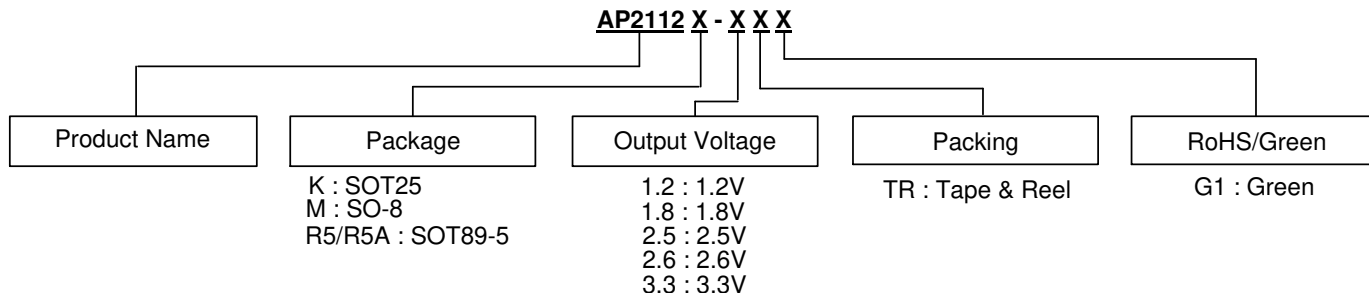 AP2112 X - X X X
Product Name
Package
Output Voltage
Packing
RoHS/Green
K : SOT25
M : SO-8
R5/R5A : SOT89-5
1.2 : 1.2V
1.8 : 1.8V
2.5 : 2.5V
2.6 : 2.6V
3.3 : 3.3V
TR : Tape & Reel
G1 : Green